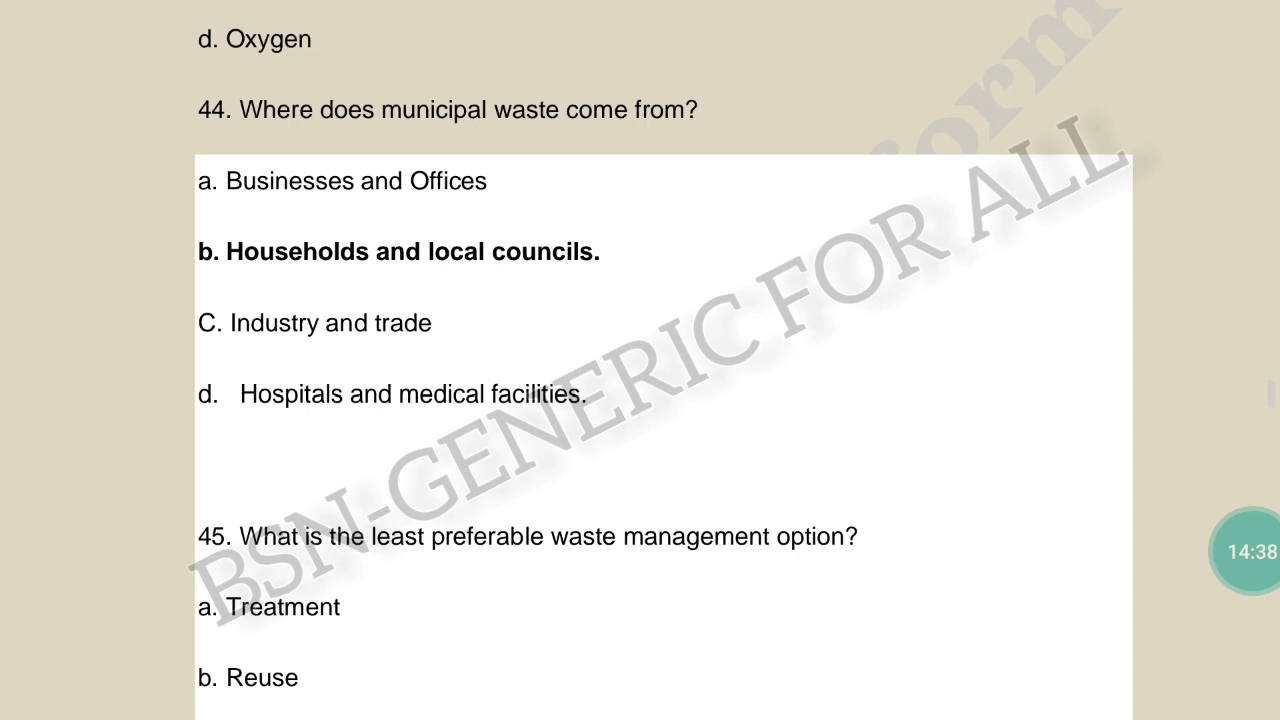 d. Oxygen
44. Where does municipal waste come from?
a. Businesses and Offices
b. Households and local councils.
C. Industry and trade
d. Hospitals and medical facilities.
BSN-GENERIC FOR ALL
45. What is the least preferable waste management option?
a. Treatment
b. Reuse
14:38
form